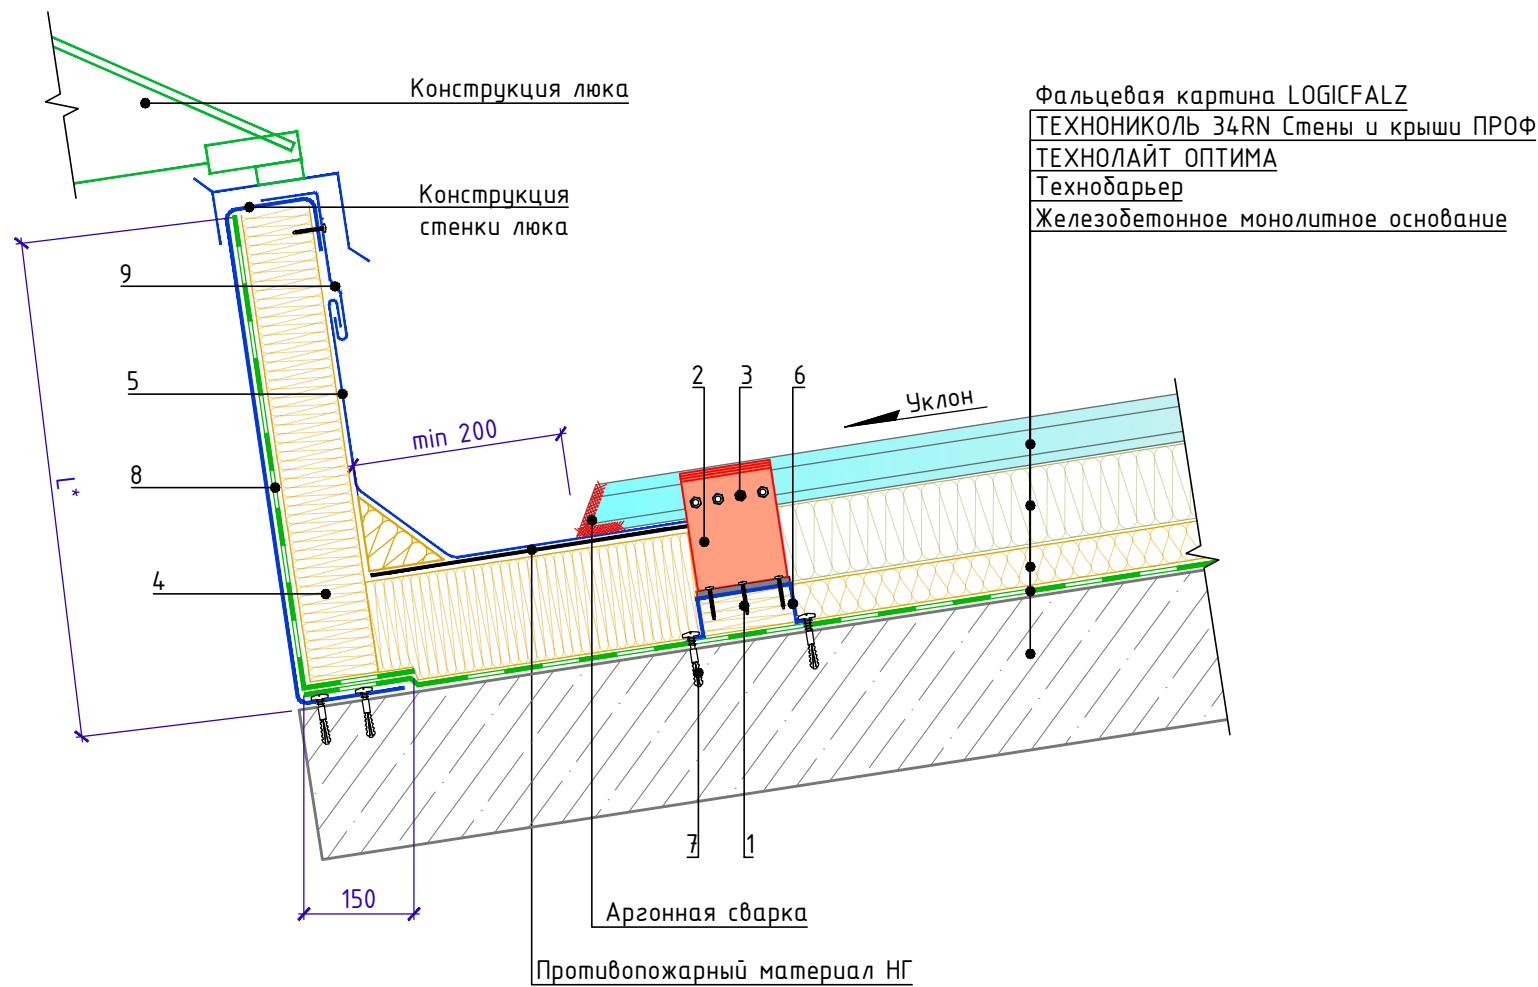 Конструкция люка
Фальцевая картина LOGICFALZ
ТЕХНОНИКОЛЬ 34RN Стены и крыши ПРОФ
ТЕХНОЛАЙТ ОПТИМА
Технобарьер
Железобетонное монолитное основание
Конструкция
стенки люка
9
5
2
3
6
Уклон
min 200
8
L*
4
7
1
150
Аргонная сварка
Противопожарный материал НГ